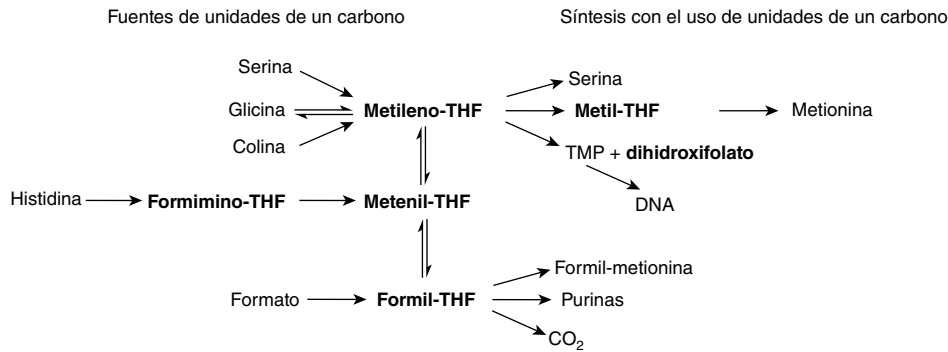 Fuentes de unidades de un carbono
Síntesis con el uso de unidades de un carbono
Serina
Serina
Glicina
Metileno-THF
Metil-THF
Metionina
Colina
TMP + dihidroxifolato
Histidina
Formimino-THF
Metenil-THF
DNA
Formil-metionina
Formato
Formil-THF
Purinas
CO₂